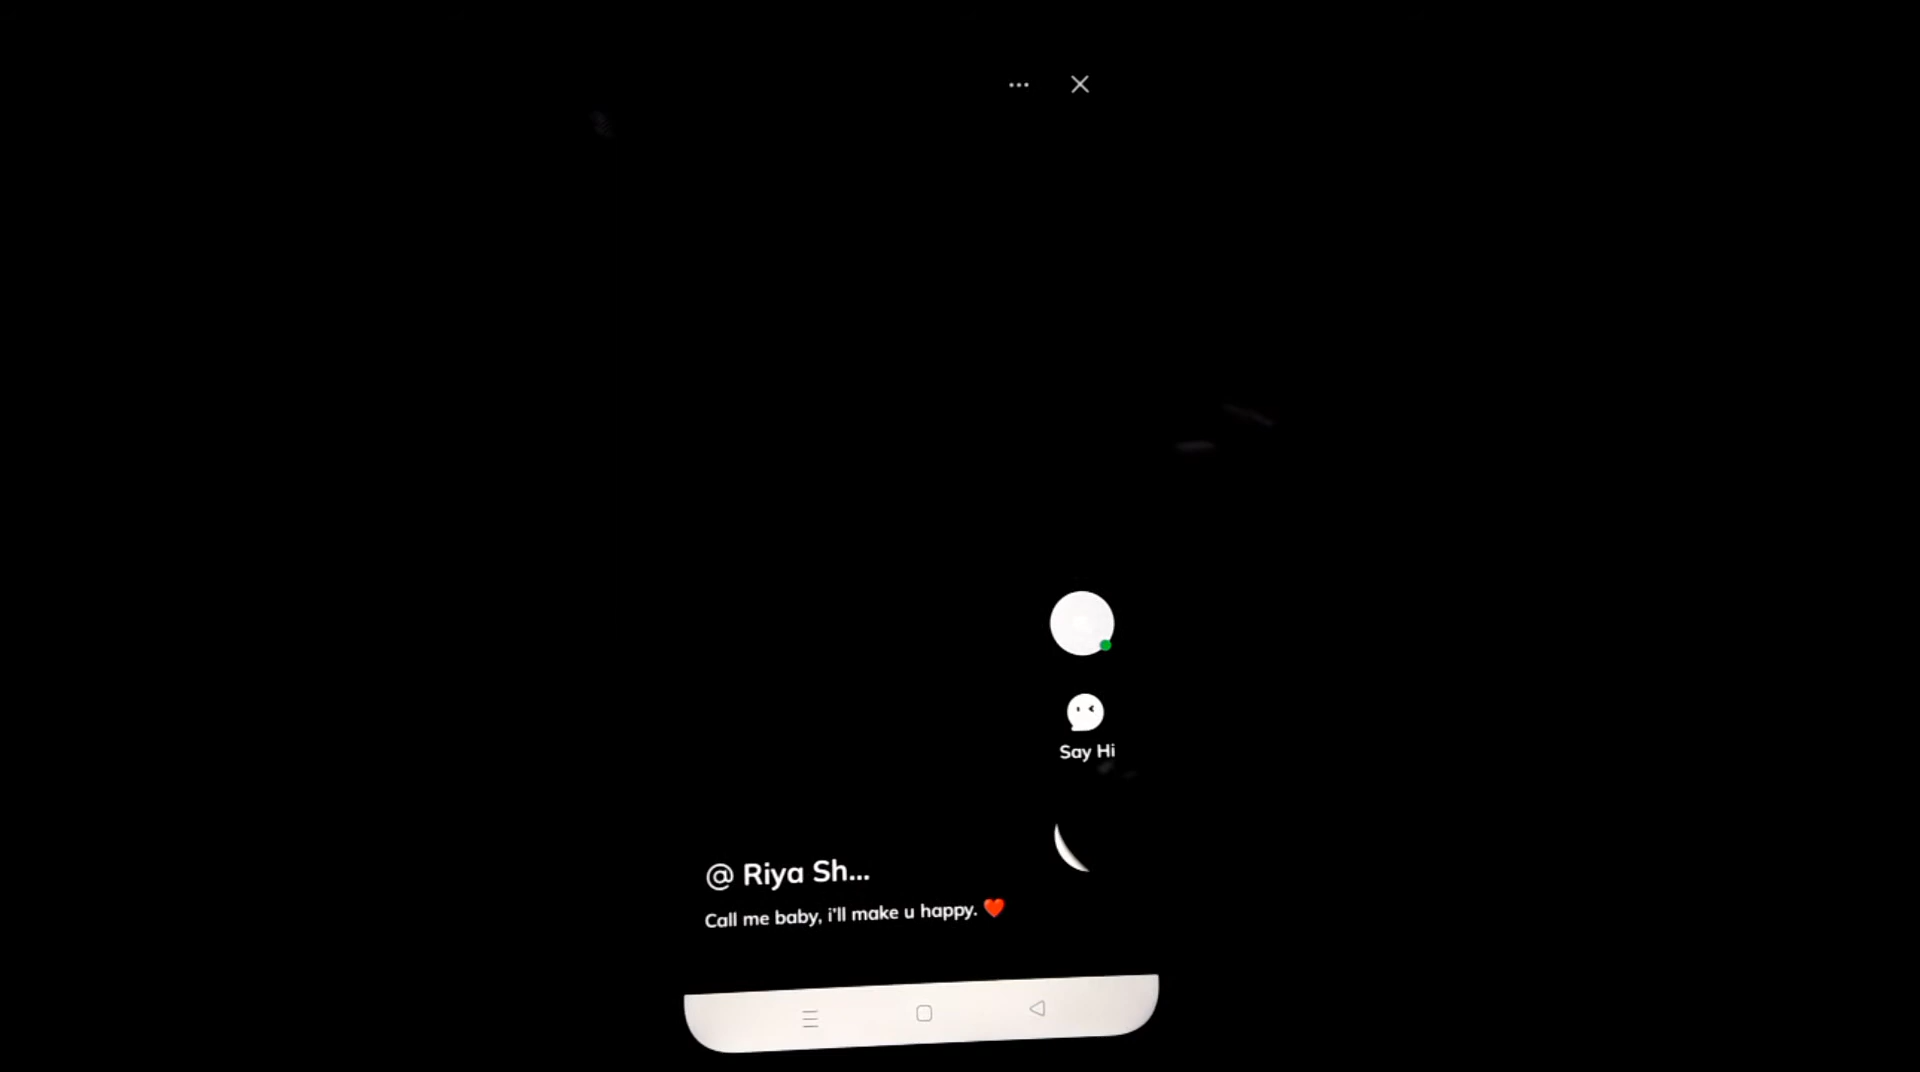 Say Hi
@ Riya Sh...
Call me baby, i'll make u happy. ❤️